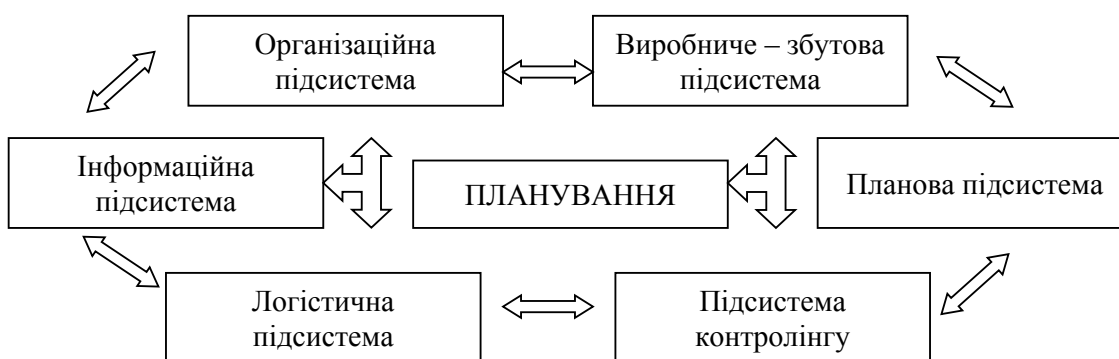 Організаційна
підсистема
Виробниче – збутова
підсистема
Інформаційна
підсистема
ПЛАНУВАННЯ
Планова підсистема
Логістична
підсистема
Підсистема
контролінгу